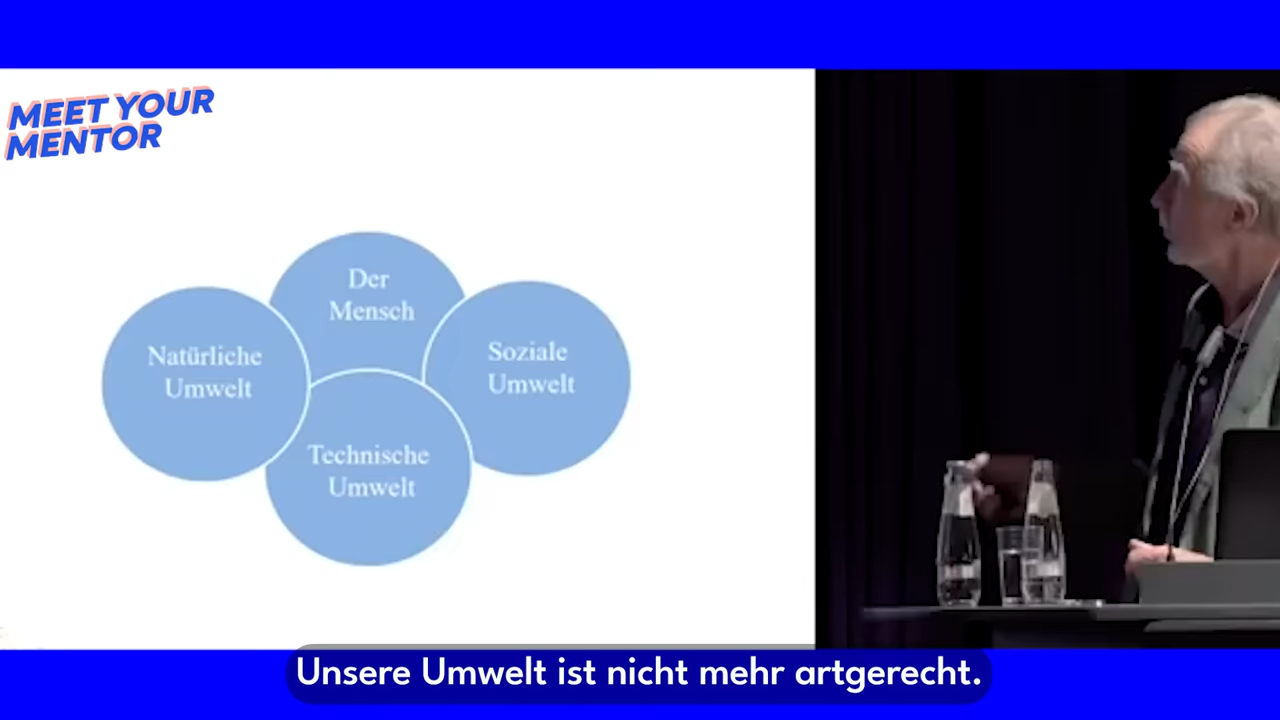 MEET YOUR
MENTOR
Der
Mensch
Natürliche
Umwelt
Soziale
Umwelt
Technische
Umwelt
Unsere Umwelt ist nicht mehr artgerecht.